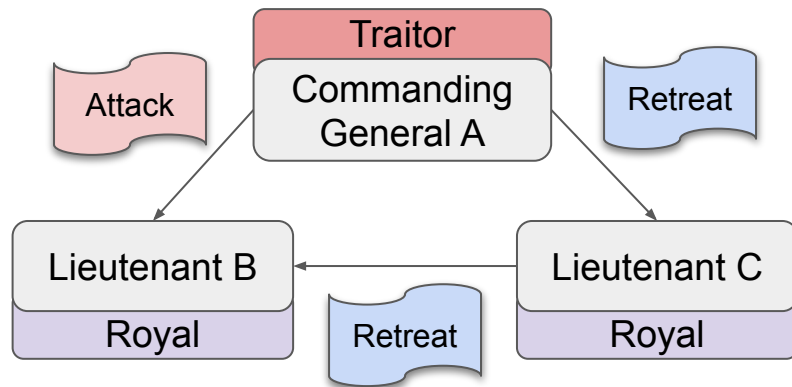 Traitor
Attack
Commanding
General A
Retreat
Lieutenant B
Lieutenant C
Royal
Retreat
Royal